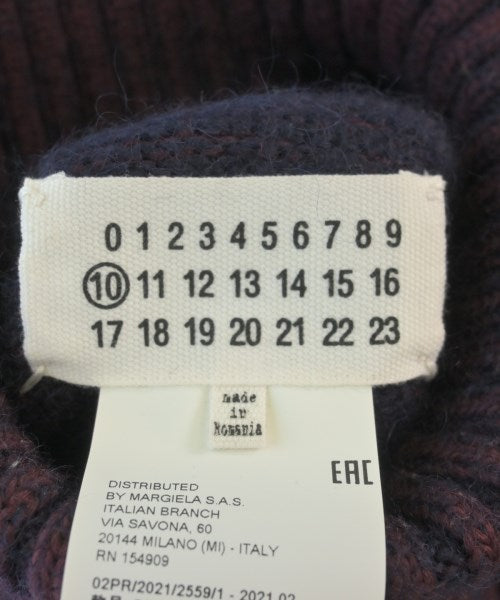 0 1 2 3 4 5 6 7 8 9
10 11 12 13 14 15 16
17 18 19 20 21 22 23
made
in
Romania
EAC
DISTRIBUTED
BY MARGIELA S.A.S.
ITALIAN BRANCH
VIA SAVONA, 60
20144 MILANO (MI) - ITALY
RN 154909
02PR/2021/2559/1 - 2021.02